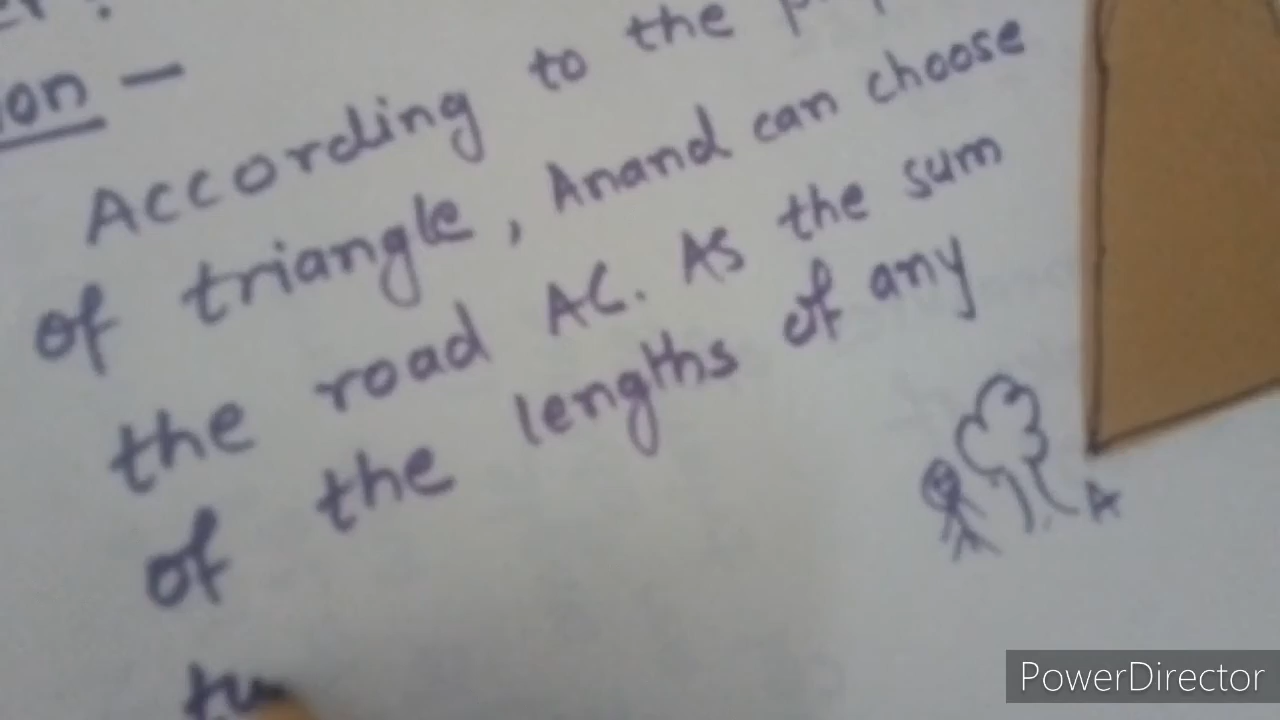 on —
According to the
of triangle, Anand can choose
the road AC. As the sum
of the lengths of any
A
PowerDirector